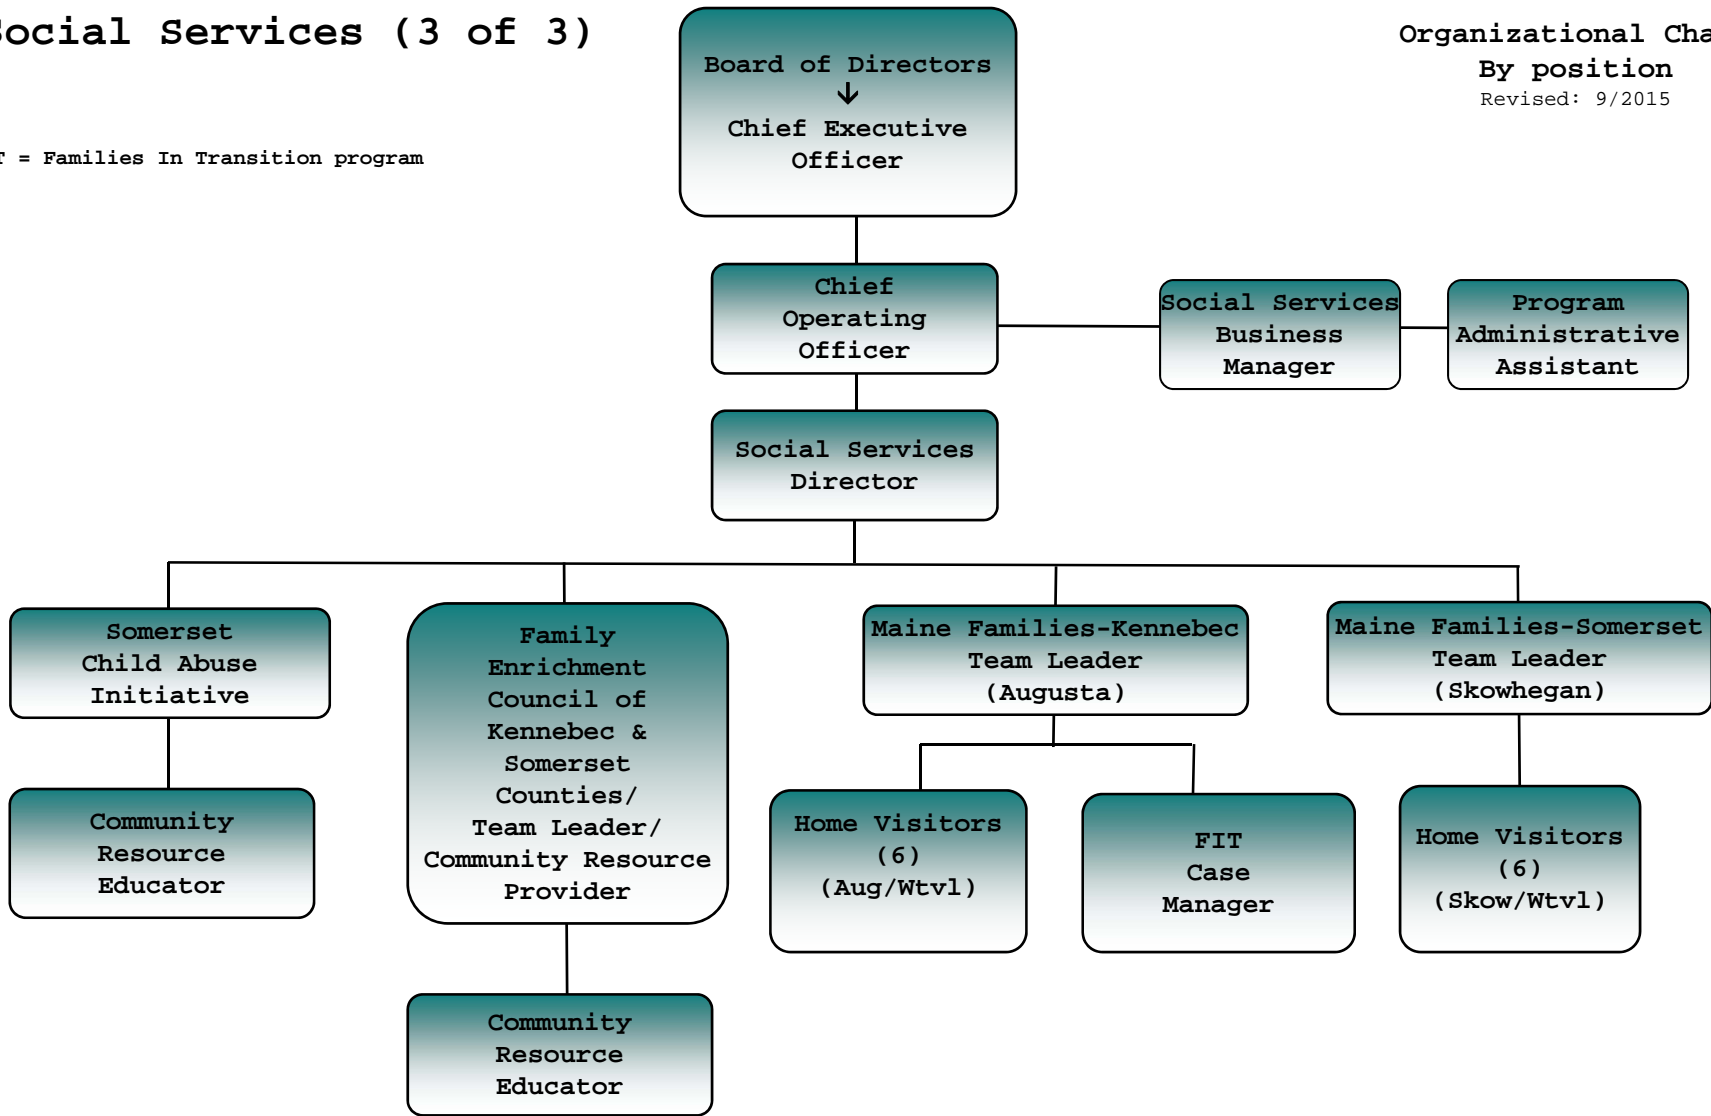 Social Services (3 of 3)
Organizational Cha
By position
Revised: 9/2015
T = Families In Transition program
Board of Directors
↓
Chief Executive
Officer
Chief
Operating
Officer
Social Services
Business
Manager
Program
Administrative
Assistant
Social Services
Director
Somerset
Child Abuse
Initiative
Family
Enrichment
Council of
Kennebec &
Somerset
Counties/
Team Leader/
Community Resource
Provider
Maine Families-Kennebec
Team Leader
(Augusta)
Maine Families-Somerset
Team Leader
(Skowhegan)
Community
Resource
Educator
Home Visitors
(6)
(Aug/Wtvl)
FIT
Case
Manager
Home Visitors
(6)
(Skow/Wtvl)
Community
Resource
Educator